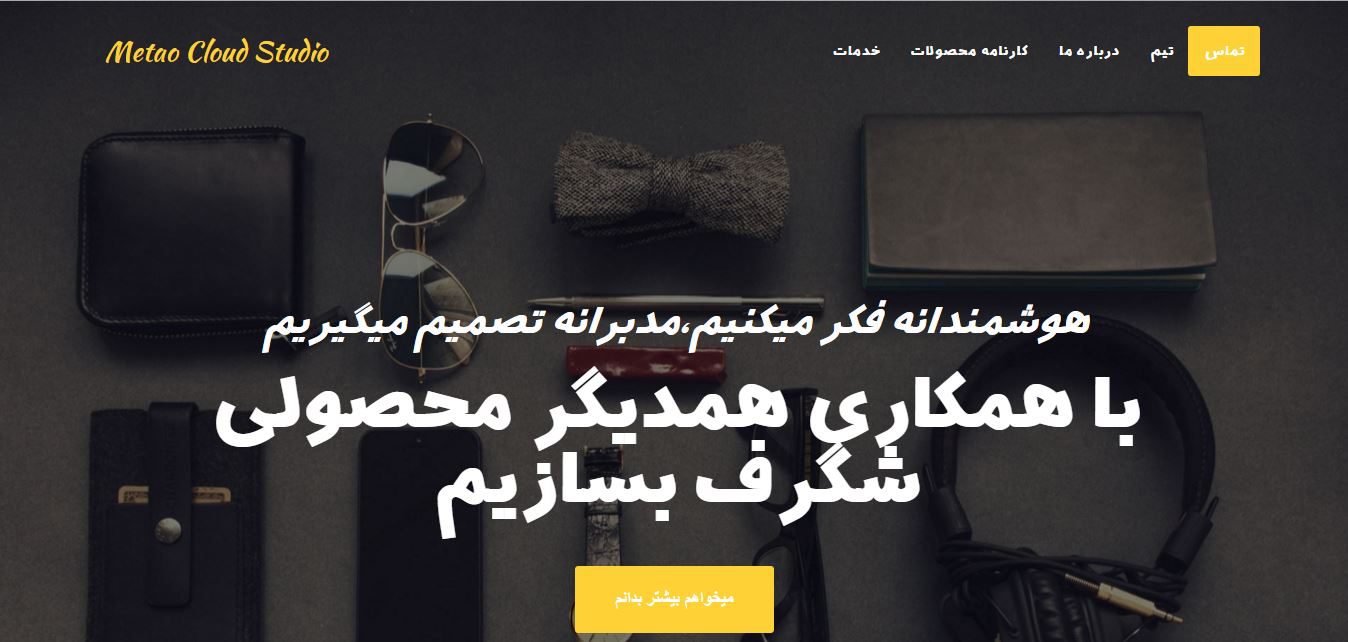 Metao Cloud Studio
خدمات
کارنامه محصولات
درباره ما
تیم
تماس
هوشمندانه فکر میکنیم،مدبرانه تصمیم میگیریم
با همکاری همدیگر محصولی
شگرف بسازیم
میخواهم بیشتر بدانم